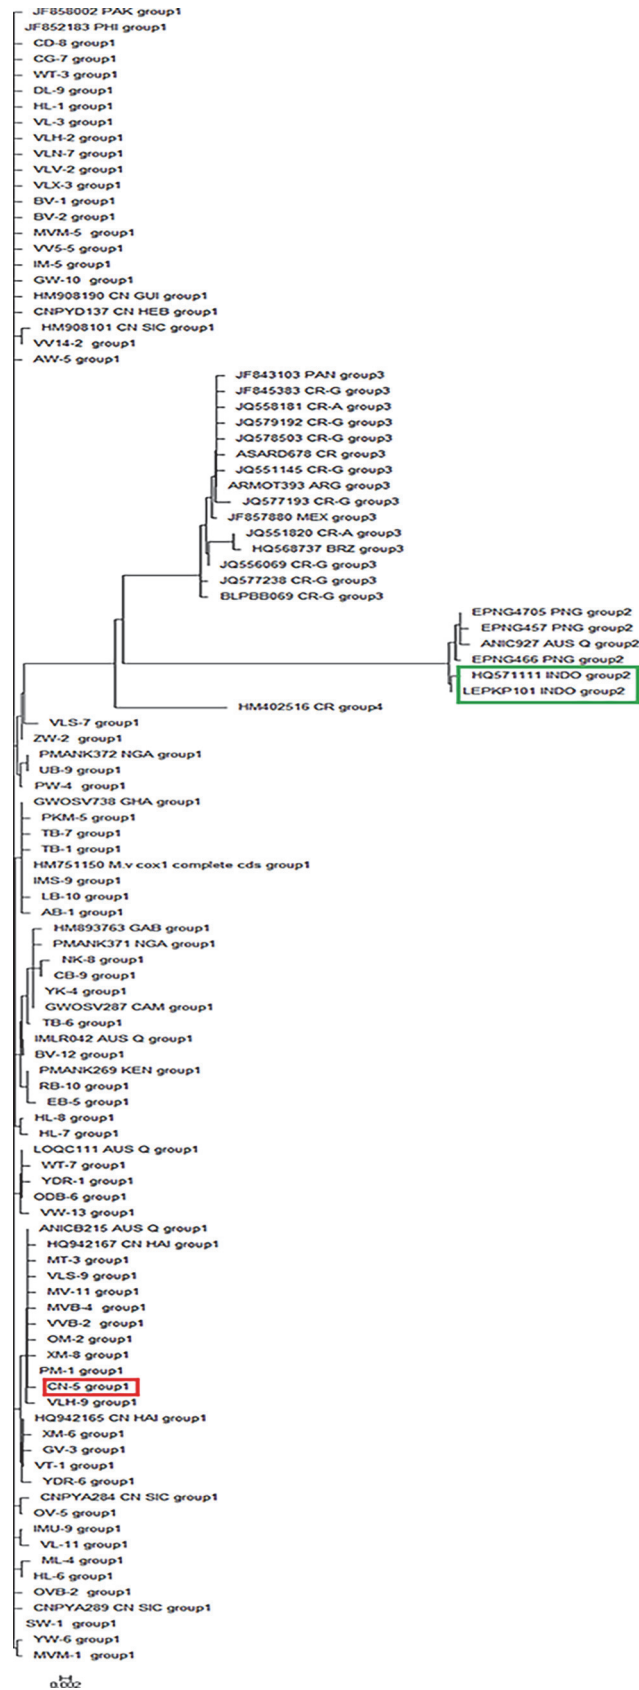 JF858002 PAK group1
JF852183 PHI group1
CD-8 group1
CG-7 group1
WT-3 group1
DL-9 group1
HL-1 group1
VL-3 group1
VLH-2 group1
VLN-7 group1
VLV-2 group1
VLX-3 group1
BV-1 group1
BV-2 group1
MVM-5 group1
VV5-5 group1
IM-5 group1
GW-10 group1
HM908190 CN GUI group1
CNPYD137 CN HEB group1
HM908101 CN SIC group1
VV14-2 group1
AW-5 group1
JF843103 PAN group3
JF845383 CR-G group3
JQ558181 CR-A group3
JQ579192 CR-G group3
JQ578503 CR-G group3
ASARD678 CR group3
JQ551145 CR-G group3
ARMOT393 ARG group3
JQ577193 CR-G group3
JF857880 MEX group3
JQ551820 CR-A group3
HQ568737 BRZ group3
JQ556069 CR-G group3
JQ577238 CR-G group3
BLPBB069 CR-G group3
EPNG4705 PNG group2
EPNG457 PNG group2
ANIC927 AUS Q group2
EPNG466 PNG group2
HQ571111 INDO group2
LEPKP101 INDO group2
HM402516 CR group4
VLS-7 group1
ZW-2 group1
PMANK372 NGA group1
UB-9 group1
PW-4 group1
GWOSV738 GHA group1
PKM-5 group1
TB-7 group1
TB-1 group1
HM751150 M.v cox1 complete cds group1
IMS-9 group1
LB-10 group1
AB-1 group1
HM893763 GAB group1
PMANK371 NGA group1
NK-8 group1
CB-9 group1
YK-4 group1
GWOSV287 CAM group1
TB-6 group1
IMLR042 AUS Q group1
BV-12 group1
PMANK269 KEN group1
RB-10 group1
EB-5 group1
HL-8 group1
HL-7 group1
LOQC111 AUS Q group1
WT-7 group1
YDR-1 group1
ODB-6 group1
VW-13 group1
ANICB215 AUS Q group1
HQ942167 CN HAI group1
MT-3 group1
VLS-9 group1
MV-11 group1
MVB-4 group1
VVB-2 group1
OM-2 group1
XM-8 group1
PM-1 group1
CN-5 group1
VLH-9 group1
HQ942165 CN HAI group1
XM-6 group1
GV-3 group1
VT-1 group1
YDR-6 group1
CNPYA284 CN SIC group1
OV-5 group1
IMU-9 group1
VL-11 group1
ML-4 group1
HL-6 group1
OVB-2 group1
CNPYA289 CN SIC group1
SW-1 group1
YW-6 group1
MVM-1 group1
0.002